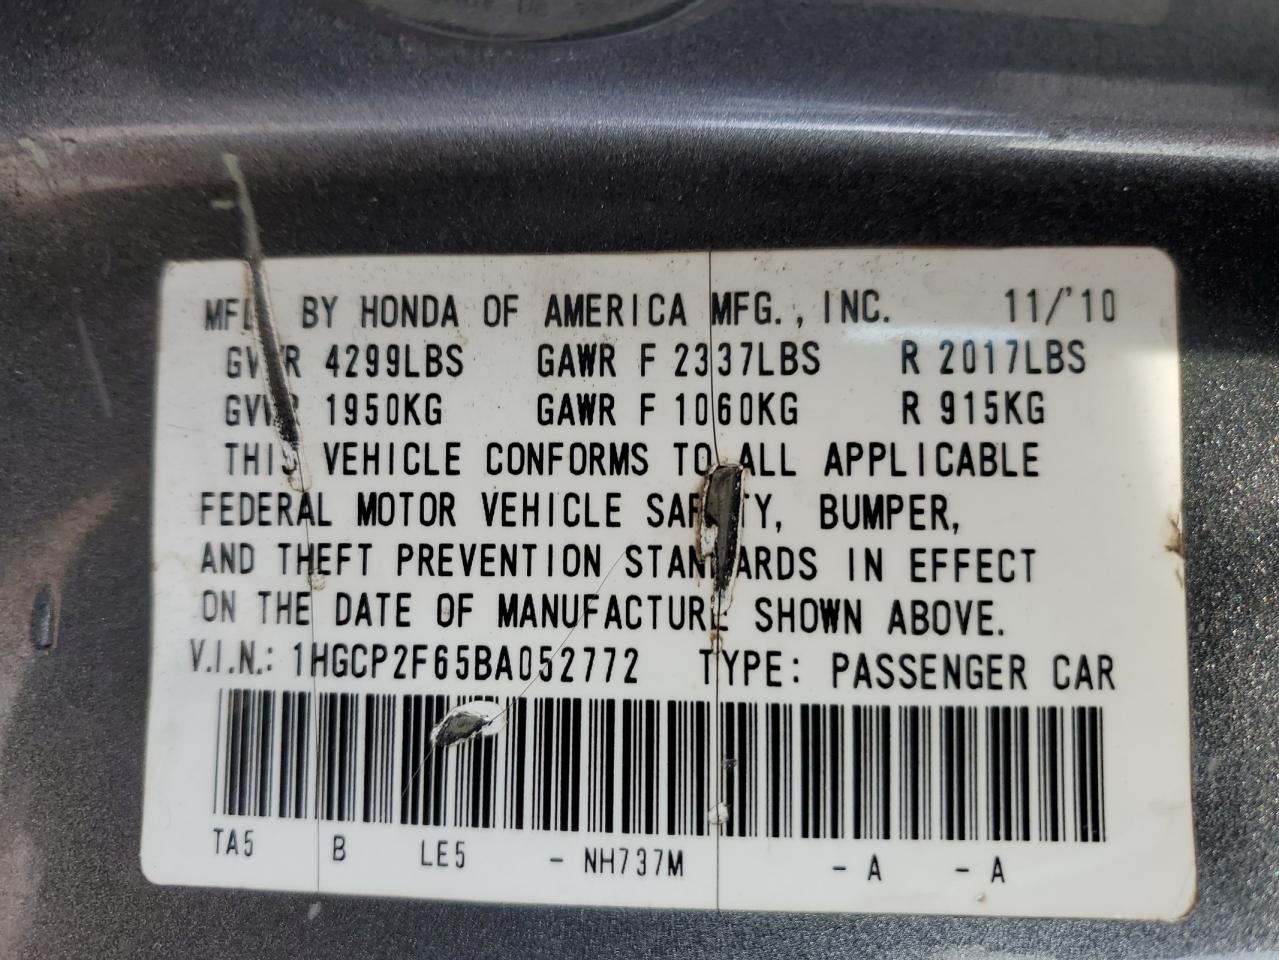 MFD BY HONDA OF AMERICA MFG., INC. 11/'10
GVWR 4299LBS GAWR F 2337LBS R 2017LBS
GVWR 1950KG GAWR F 1060KG R 915KG
THIS VEHICLE CONFORMS TO ALL APPLICABLE
FEDERAL MOTOR VEHICLE SAFETY, BUMPER,
AND THEFT PREVENTION STANDARDS IN EFFECT
ON THE DATE OF MANUFACTURE SHOWN ABOVE.
V.I.N.: 1HGCP2F65BA052772 TYPE: PASSENGER CAR
TA5 B LE5 - NH737M - A - A